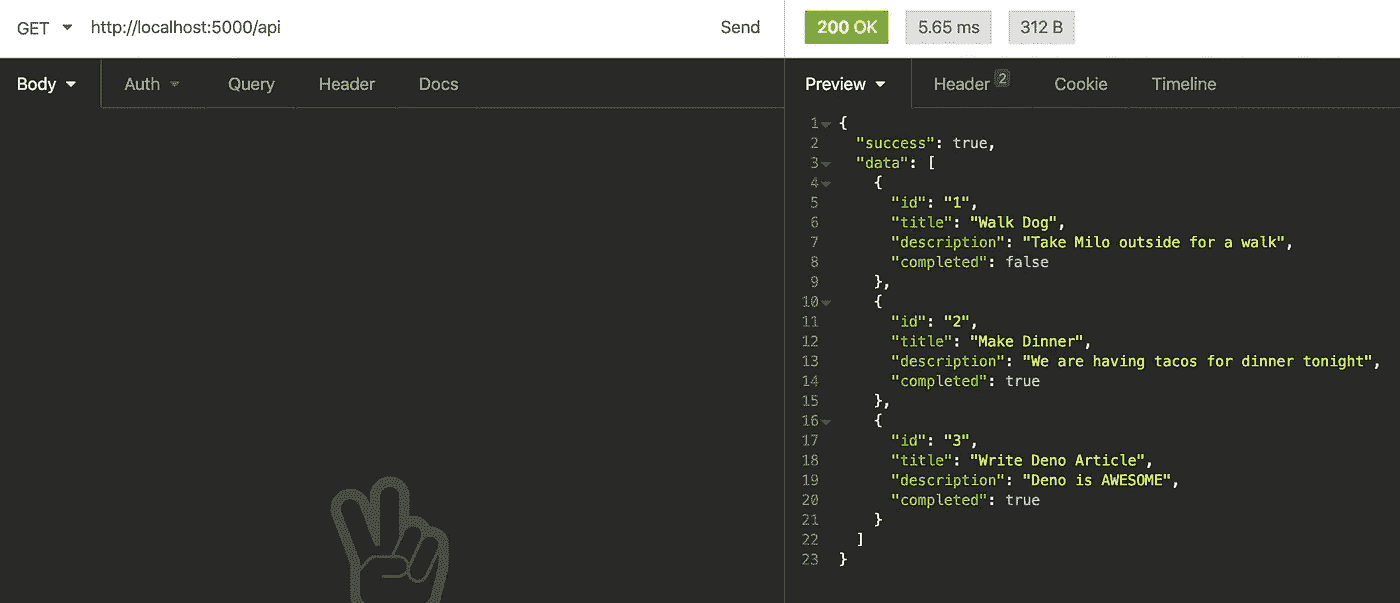 GET http://localhost:5000/api Send
200 OK 5.65 ms 312 B
Body Auth Query Header Docs
Preview Header 2 Cookie Timeline
1 {
2 "success": true,
3 "data": [
4 {
5 "id": "1",
6 "title": "Walk Dog",
7 "description": "Take Milo outside for a walk",
8 "completed": false
9 },
10 {
11 "id": "2",
12 "title": "Make Dinner",
13 "description": "We are having tacos for dinner tonight",
14 "completed": true
15 },
16 {
17 "id": "3",
18 "title": "Write Deno Article",
19 "description": "Deno is AWESOME",
20 "completed": true
21 }
22 ]
23 }